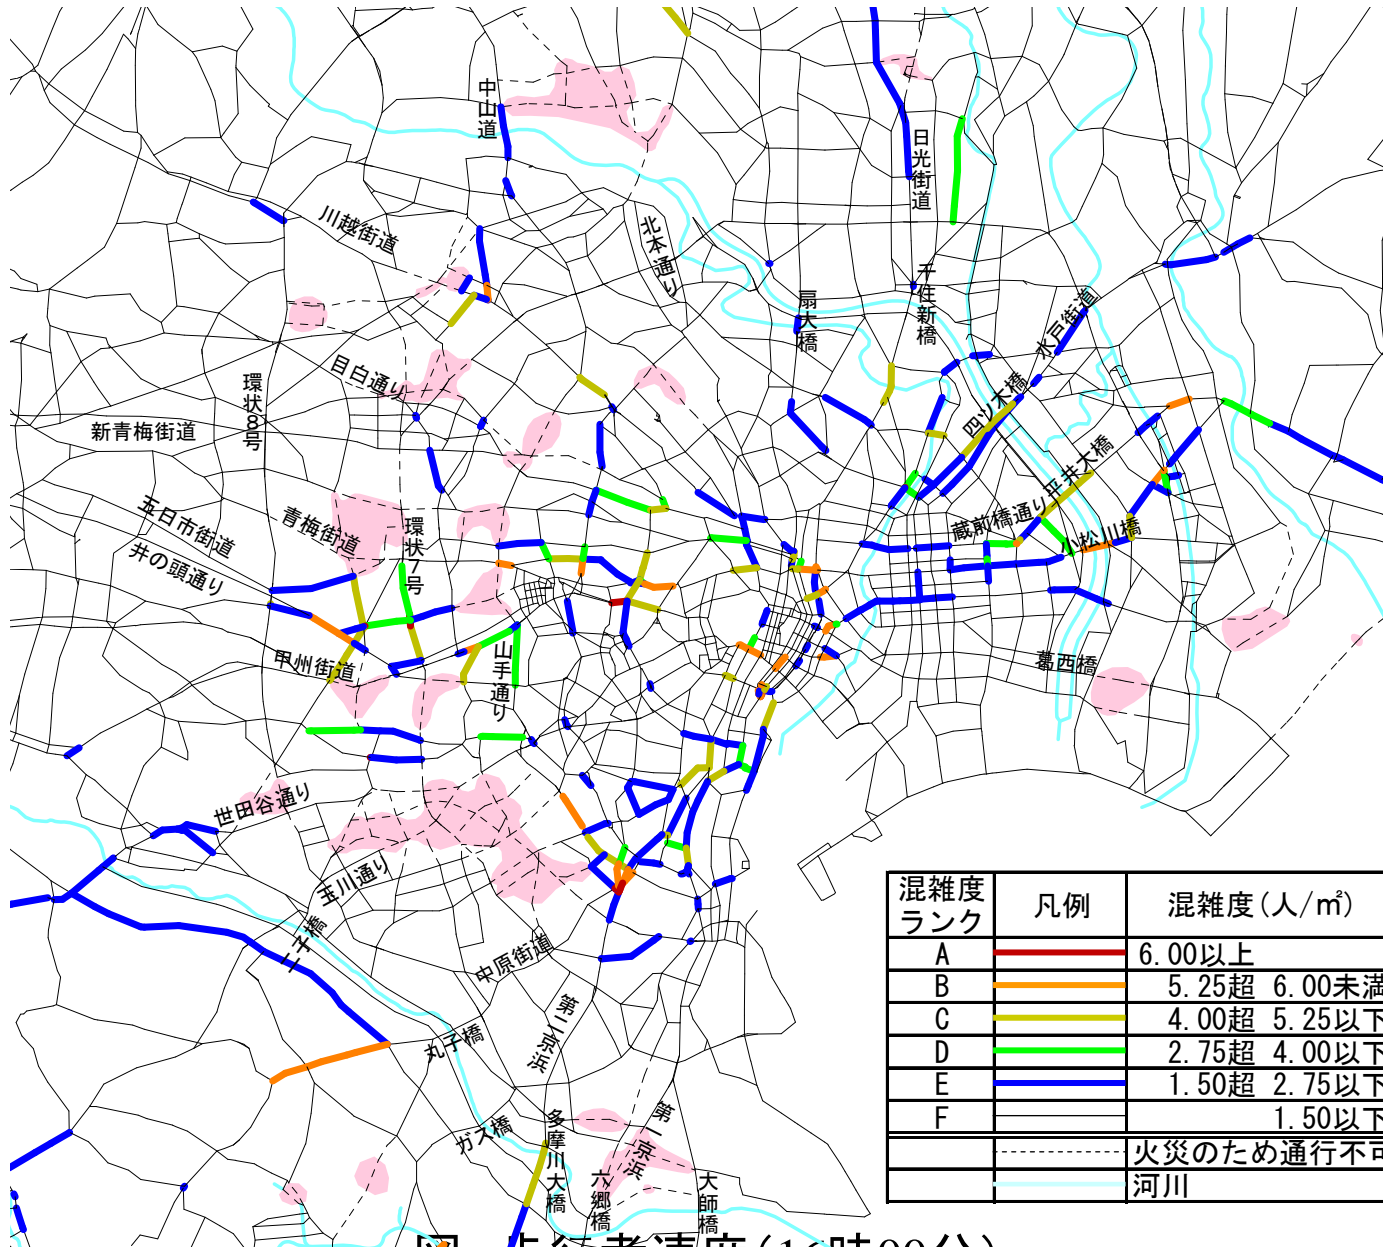 中山道
日光街道
川越街道
北本通り
千住新橋
扇大橋
水戸街道
目白通り
環状8号
四ツ木橋
新青梅街道
平井大橋
五日市街道
青梅街道
環状7号
蔵前橋通り
小松川橋
井の頭通り
甲州街道
山手通り
葛西橋
世田谷通り
玉川通り
二子橋
中原街道
第二京浜
丸子橋
ガス橋
多摩川大橋
第一京浜
六郷橋
大師橋
混雑度ランク 凡例 混雑度(人/㎡)
A 6.00以上
B 5.25超 6.00未満
C 4.00超 5.25以下
D 2.75超 4.00以下
E 1.50超 2.75以下
F 1.50以下
火災のため通行不可
河川